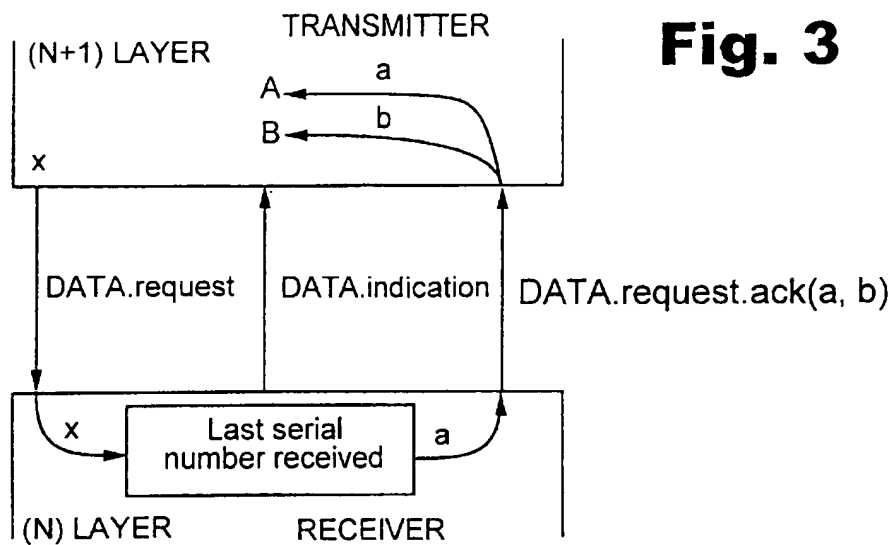 TRANSMITTER
Fig. 3
(N+1) LAYER
a
A
b
B
x
DATA.request
DATA.indication
DATA.request.ack(a, b)
x
Last serial
number received
a
(N) LAYER
RECEIVER